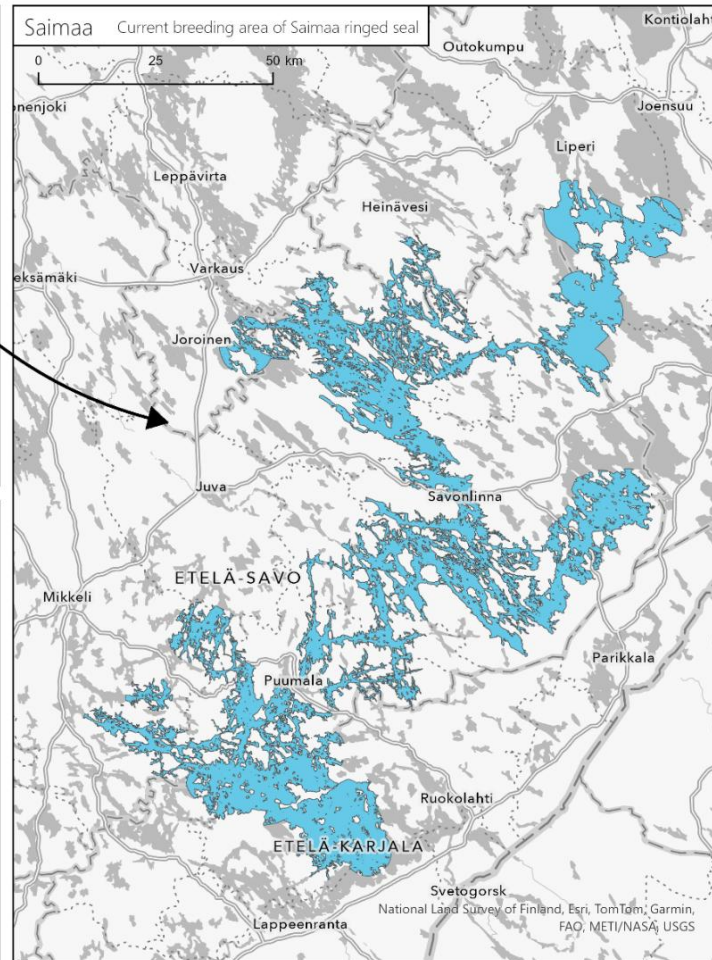 Saimaa Current breeding area of Saimaa ringed seal
0 25 50 km
Kontiolaht
Outokumpu
onenjoki
Joensuu
Liperi
Leppävirta
Heinävesi
Varkaus
eksämäki
Joroinen
Juva
Savonlinna
ETELÄ-SAVO
Mikkeli
Parikkala
Puumala
Ruokolahti
ETELÄ-KARJALA
Svetogorsk
National Land Survey of Finland, Esri, TomTom, Garmin,
FAO, METI/NASA, USGS
Lappeenranta